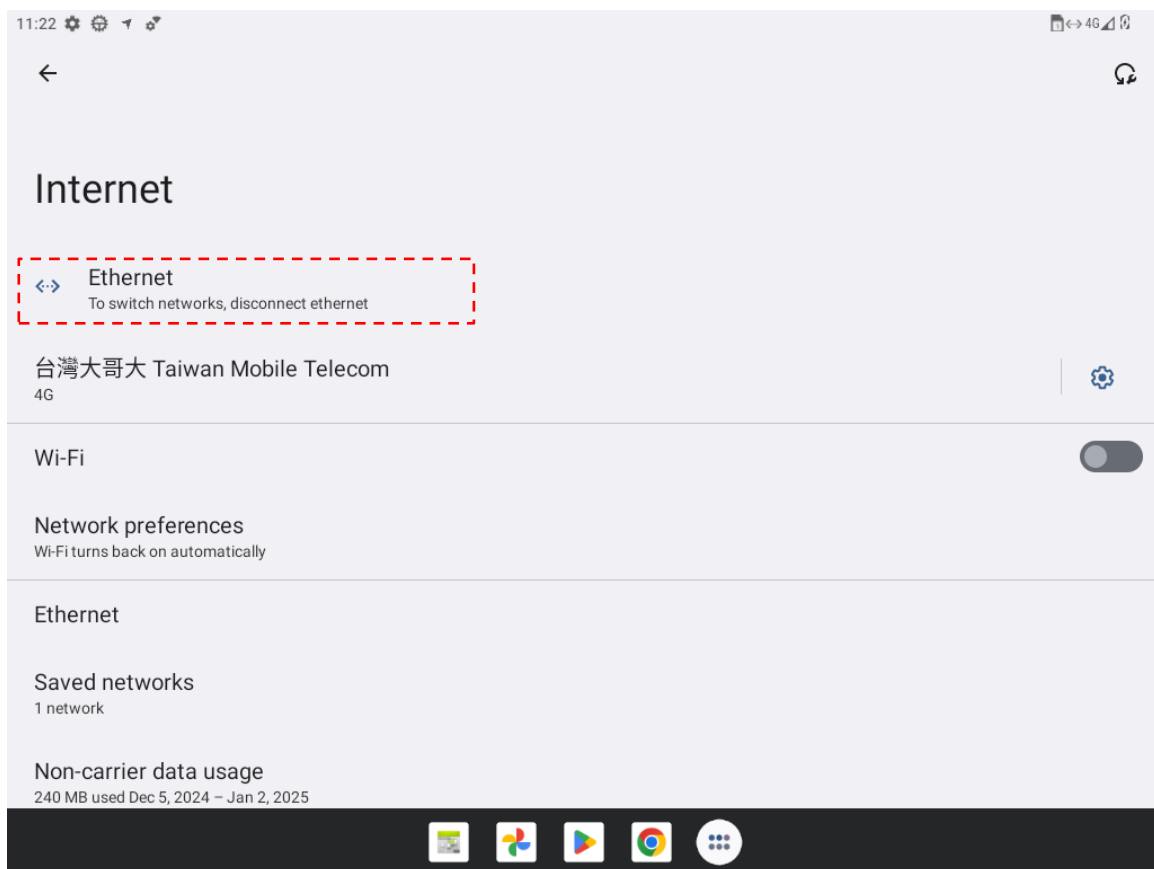 11:22
4G
Internet
Ethernet
To switch networks, disconnect ethernet
台灣大哥大 Taiwan Mobile Telecom
4G
Wi-Fi
Network preferences
Wi-Fi turns back on automatically
Ethernet
Saved networks
1 network
Non-carrier data usage
240 MB used Dec 5, 2024 – Jan 2, 2025